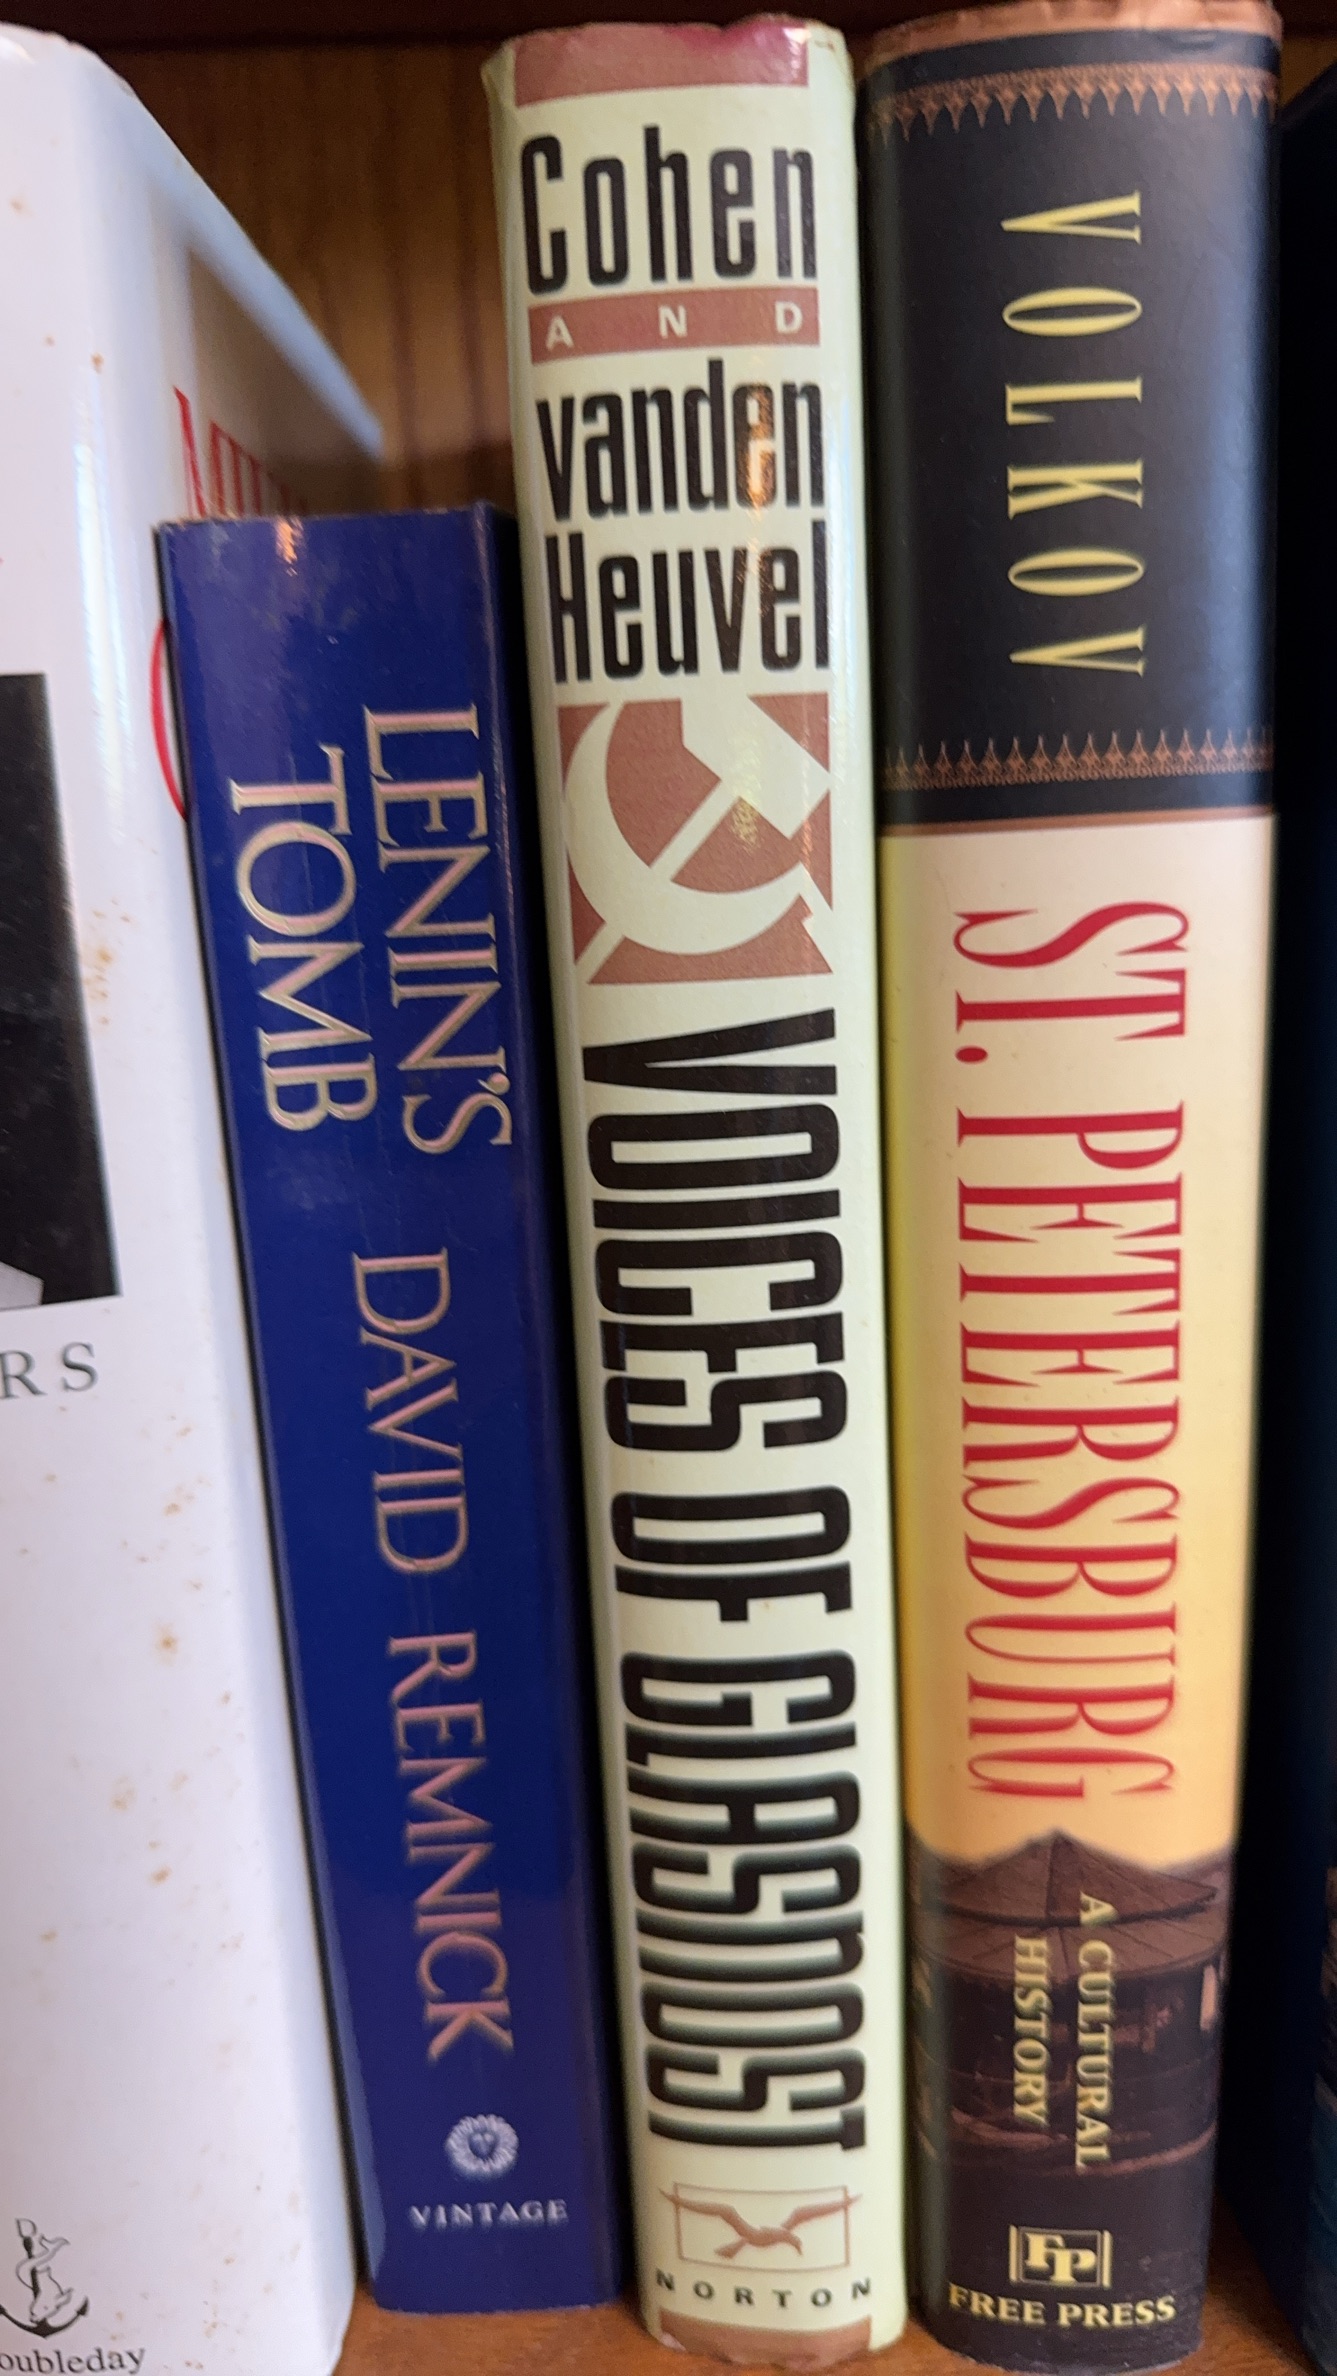 RS
oubleday
LENIN'S
TOMB
DAVID REMNICK
VINTAGE
Cohen
AND
vanden
Heuvel
VOICES OF GLASNOST
NORTON
VOLKOV
ST. PETERSBURG
A CULTURAL
HISTORY
FP
FREE PRESS